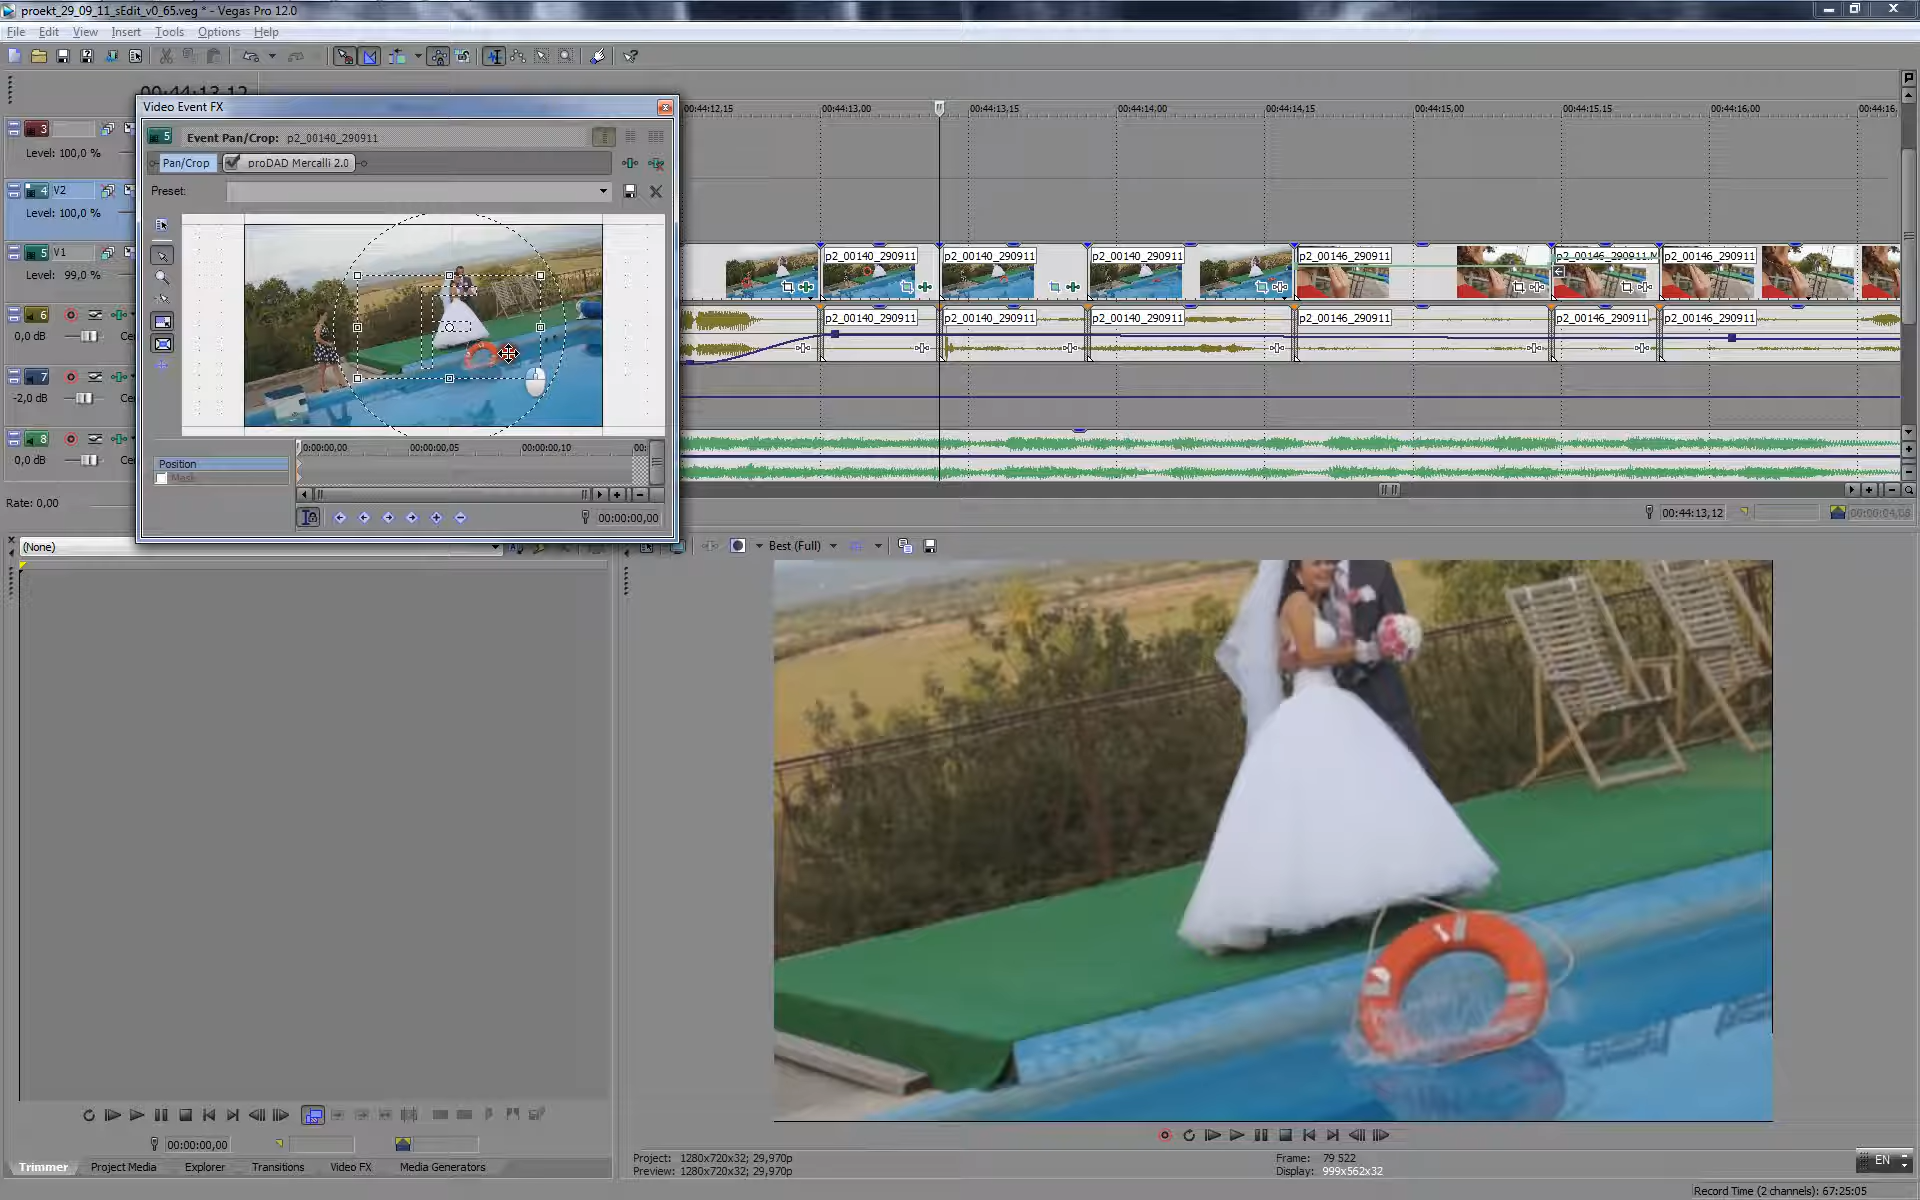 proekt_29_09_11_sEdit_v0_65.veg * - Vegas Pro 12.0
File Edit View Insert Tools Options Help
00:44:13,12
Video Event FX
5 Event Pan/Crop: p2_00140_290911
Pan/Crop proDAD Mercalli 2.0
Preset:
00:44:12,15 00:44:13,00 00:44:13,15 00:44:14,00 00:44:14,15 00:44:15,00 00:44:15,15 00:44:16,00 00:44:16,
3
Level: 100,0 %
4 V2
Level: 100,0 %
5 V1
Level: 99,0 %
p2_00140_290911 p2_00140_290911 p2_00140_290911 p2_00146_290911 p2_00146_290911.M p2_00146_290911
6
0,0 dB Ce
p2_00140_290911 p2_00140_290911 p2_00140_290911 p2_00146_290911 p2_00146_290911 p2_00146_290911
7
-2,0 dB Ce
8
0,0 dB Ce
0:00:00,00 00:00:00,05 00:00:00,10 00:
Position
Mask
00:00:00,00
Rate: 0,00
00:44:13,12 00:00:04,08
(None)
Best (Full)
00:00:00,00
Trimmer Project Media Explorer Transitions Video FX Media Generators
Project: 1280x720x32; 29,970p
Preview: 1280x720x32; 29,970p
Frame: 79 522
Display: 999x562x32
EN
Record Time (2 channels): 67:25:05